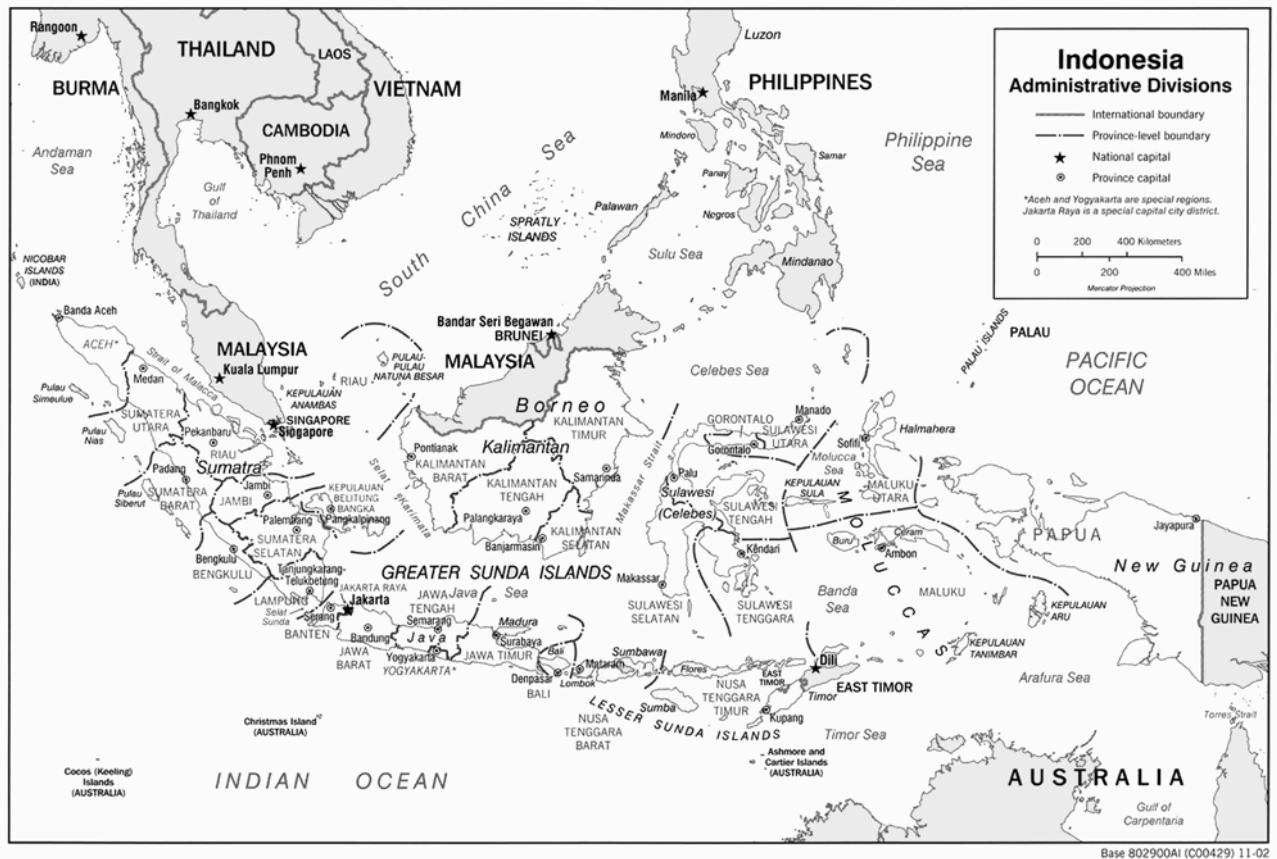 Rangoon
THAILAND
LAOS
BURMA
VIETNAM
Bangkok
CAMBODIA
Phnom
Penh
Andaman
Sea
Gulf
of
Thailand
Luzon
PHILIPPINES
Manila
Mindoro
Philippine
Sea
Samar
Panay
Negros
Palawan
South China Sea
SPRATLY
ISLANDS
Sulu Sea
Mindanao
Indonesia
Administrative Divisions
International boundary
Province-level boundary
National capital
Province capital
*Aceh and Yogyakarta are special regions.
Jakarta Raya is a special capital city district.
0 200 400 Kilometers
0 200 400 Miles
Mercator Projection
NICOBAR
ISLANDS
(INDIA)
Banda Aceh
ACEH*
Strait of Malacca
Medan
MALAYSIA
Kuala Lumpur
Bandar Seri Begawan
BRUNEI
MALAYSIA
PULAU-
PULAU
NATUNA BESAR
RIAU
KEPULAUAN
ANAMBAS
SINGAPORE
Singapore
PALAU ISLANDS
PALAU
PACIFIC
OCEAN
Celebes Sea
Pulau
Simeulue
Pulau
Nias
SUMATERA
UTARA
Pekanbaru
RIAU
Padang
Sumatra
Pulau
Siberut
SUMATERA
BARAT
Jambi
JAMBI
KEPULAUAN
BELITUNG
BANGKA
Pangkalpinang
Palembang
SUMATERA
SELATAN
Bengkulu
BENGKULU
Tanjungkarang-
Telukbetung
LAMPUNG
Selat
Sunda
Selat Karimata
Borneo
KALIMANTAN
TIMUR
Kalimantan
Pontianak
KALIMANTAN
BARAT
KALIMANTAN
TENGAH
Samarinda
Palangkaraya
Banjarmasin
KALIMANTAN
SELATAN
Makassar Strait
GORONTALO
Manado
SULAWESI
UTARA
Gorontalo
Sofifi
Halmahera
Molucca
Sea
Palu
Sulawesi
(Celebes)
SULAWESI
TENGAH
KEPULAUAN
SULA
MALUKU
UTARA
MOLUCCAS
Buru
Ceram
Ambon
Kendari
PAPUA
Jayapura
New Guinea
PAPUA
NEW
GUINEA
GREATER SUNDA ISLANDS
Makassar
SULAWESI
SELATAN
SULAWESI
TENGGARA
Banda
Sea
MALUKU
KEPULAUAN
ARU
KEPULAUAN
TANIMBAR
JAKARTA RAYA
Jakarta
Serang
BANTEN
Bandung
JAWA
BARAT
JAWA
TENGAH
Semarang
Java Sea
Java
Yogyakarta
YOGYAKARTA*
Madura
Surabaya
JAWA TIMUR
Bali
Denpasar
BALI
Mataram
Lombok
Sumbawa
Flores
Sumba
NUSA
TENGGARA
BARAT
LESSER SUNDA ISLANDS
NUSA
TENGGARA
TIMUR
EAST
TIMOR
Dili
EAST TIMOR
Timor
Kupang
Timor Sea
Arafura Sea
Torres Strait
Christmas Island
(AUSTRALIA)
Cocos (Keeling)
Islands
(AUSTRALIA)
INDIAN OCEAN
Ashmore and
Cartier Islands
(AUSTRALIA)
AUSTRALIA
Gulf of
Carpentaria
Base 802900AI (C00429) 11-02